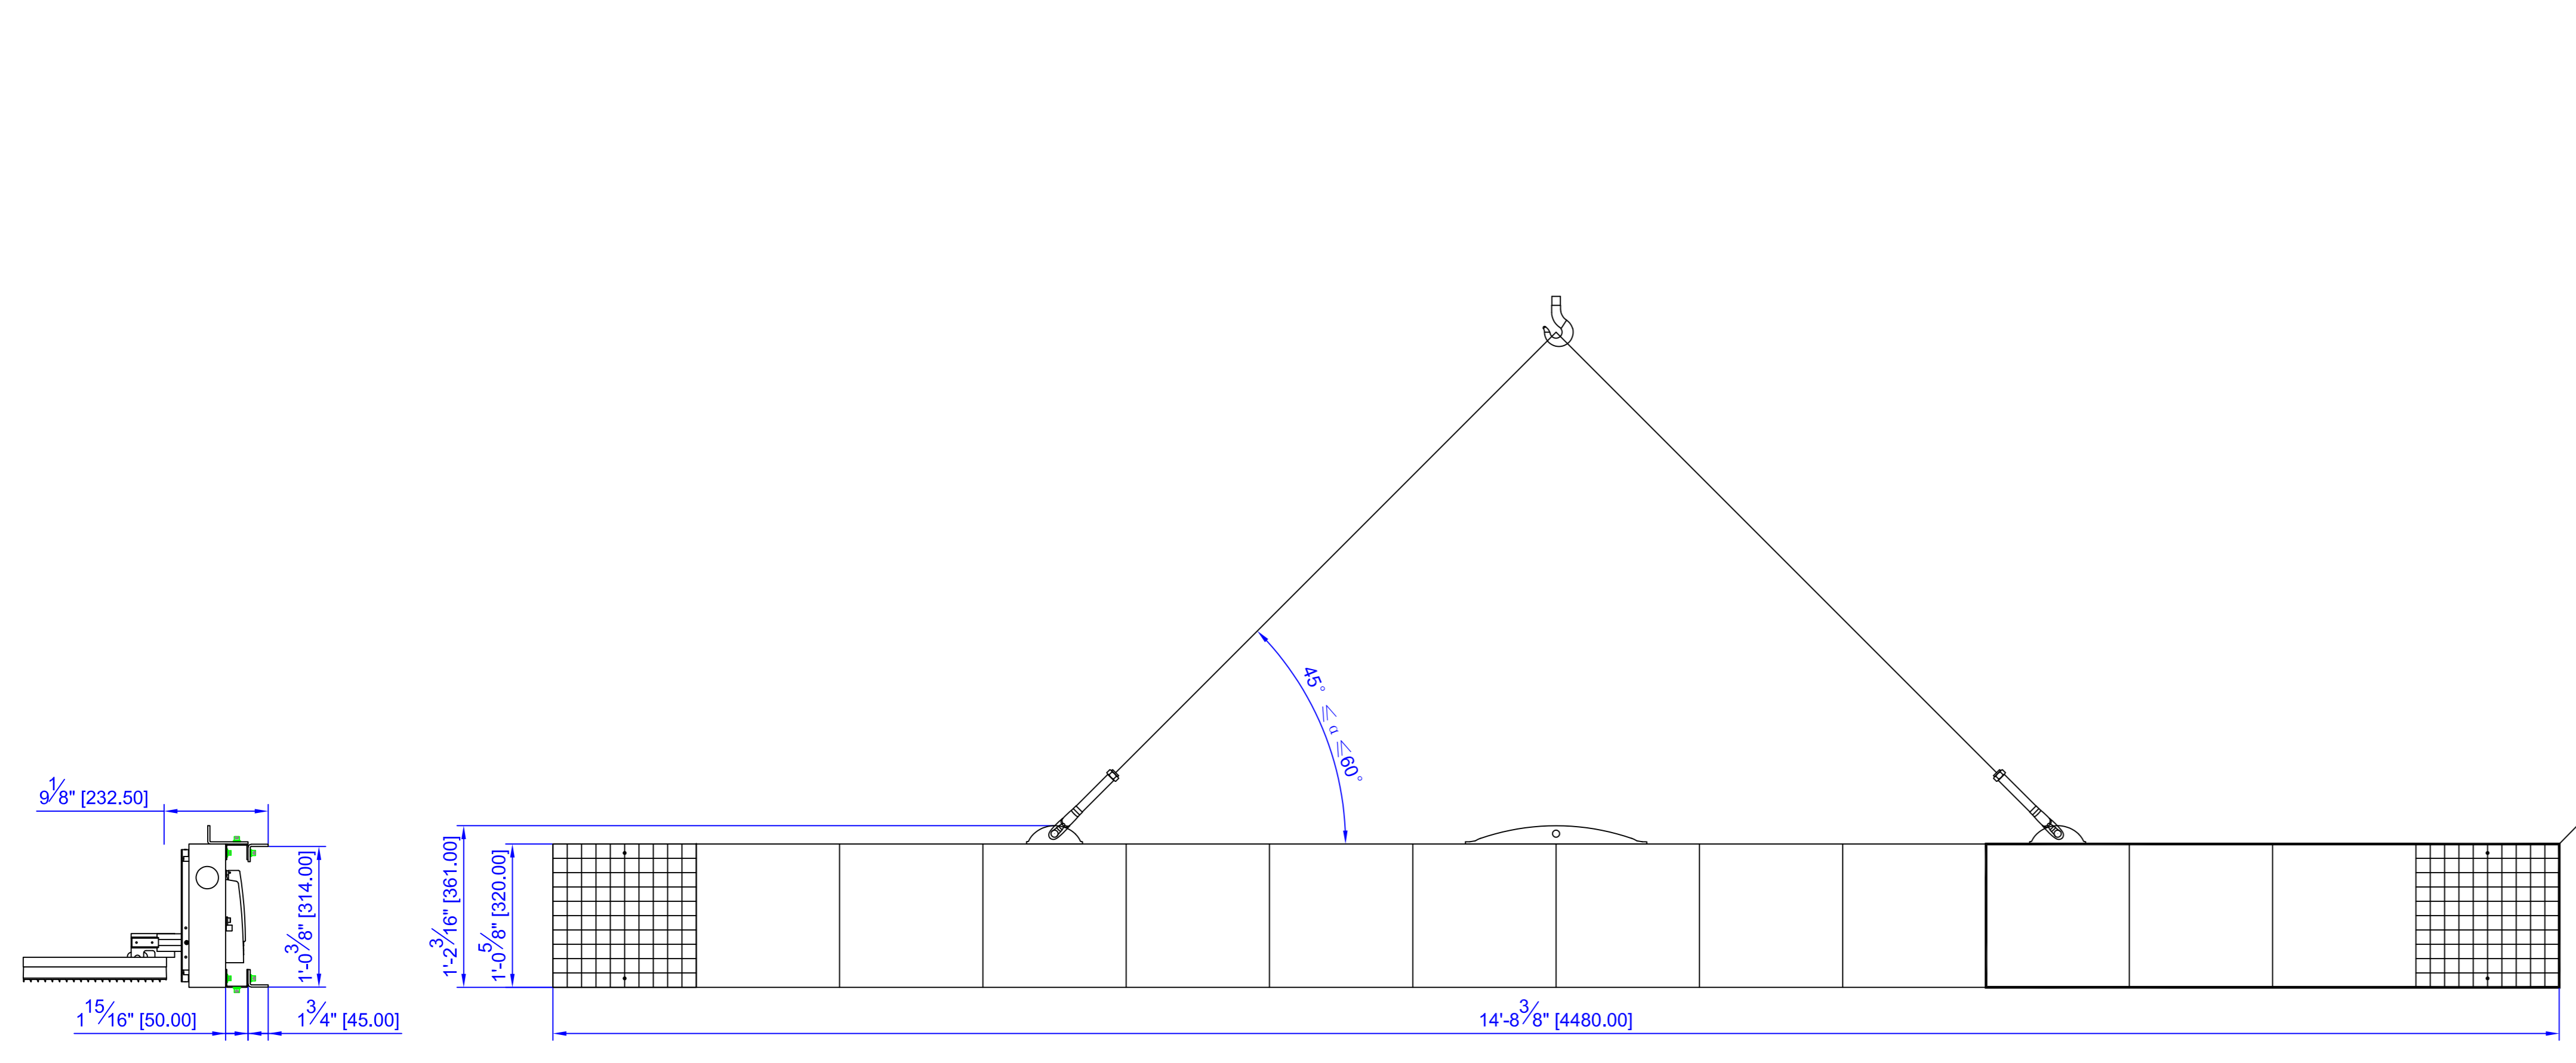 45° ≤ α ≤60°
9 1/8" [232.50]
1'-0 3/8" [314.00]
1'-2 3/16" [361.00]
1'-0 5/8" [320.00]
1 15/16" [50.00]
1 3/4" [45.00]
14'-8 3/8" [4480.00]